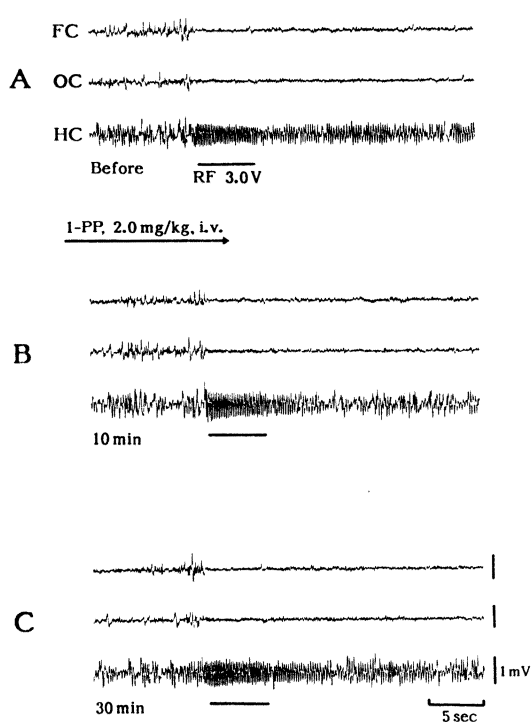 FC
A OC
HC
Before RF 3.0 V
1-PP, 2.0 mg/kg, i.v.
B
10 min
C
1 mV
30 min
5 sec